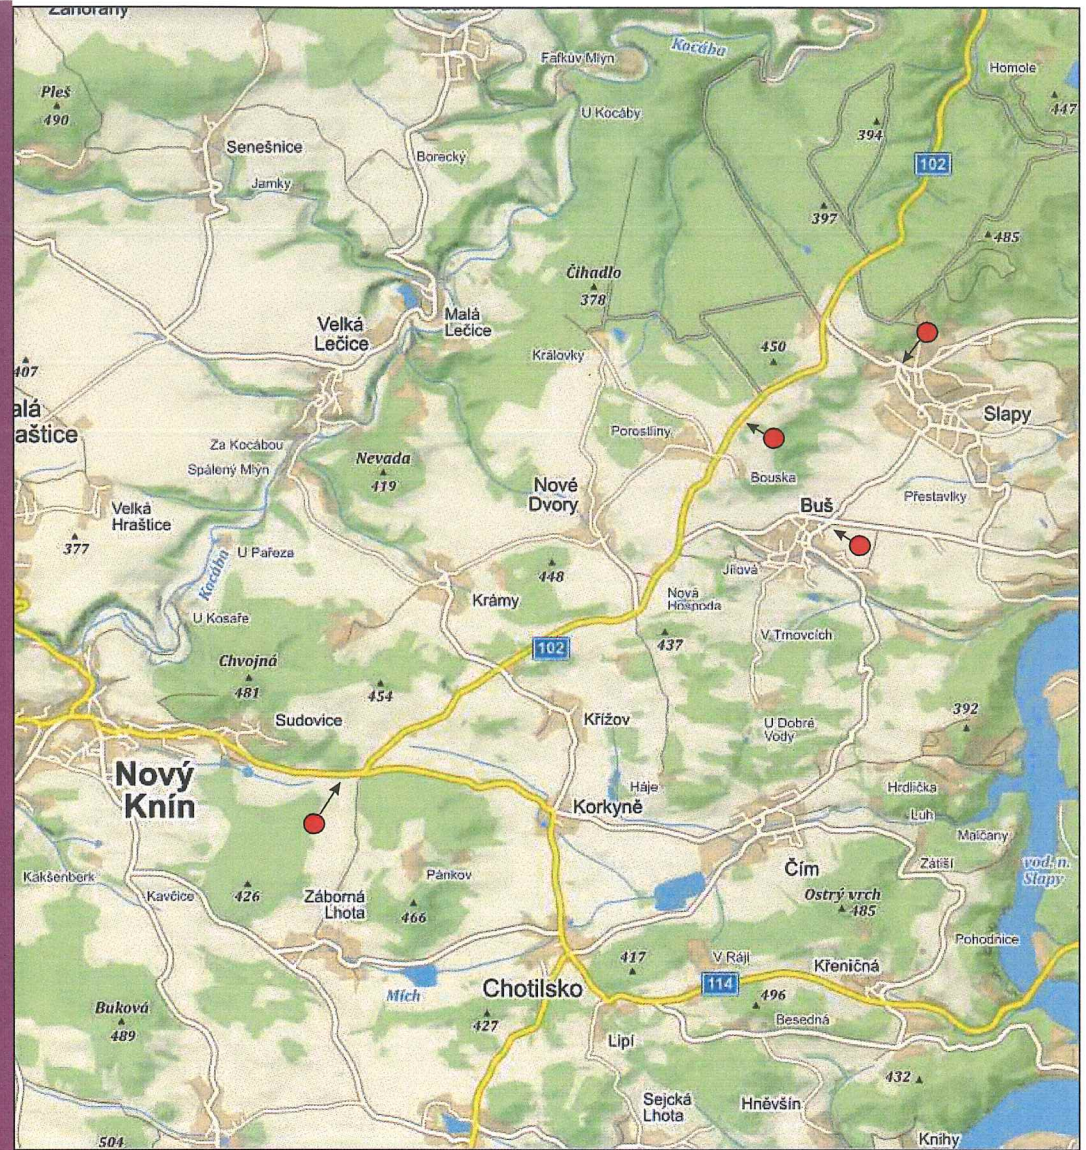 Kocába
Fafkův Mlýn
Homole
447
Pleš
490
U Kocáby
394
Senešnice
Borecký
102
Jamky
397
485
Čihadlo
378
Malá
Lečice
Velká
Lečice
Královky
450
407
Slapy
alá
aštice
Porostliny
Za Kocábou
Spálený Mlýn
Nevada
419
Bouska
Nové
Dvory
Přestavlky
Velká
Hraštice
Buš
377
U Pařeza
Kocába
448
Jílová
Krámy
Nová
Hospoda
U Kosaře
437
V Trnovcích
102
Chvojná
481
454
392
Sudovice
Křížov
U Dobré
Vody
Nový
Knín
Háje
Hrdlička
Korkyně
Luh
Malčany
Zátiší
vod. n.
Slapy
Kakšenberk
Pánkov
Čím
Kavčice
426
Záborná
Lhota
466
Ostrý vrch
485
Pohodnice
417
V Ráji
Křeničná
Mích
Chotilsko
114
496
Buková
489
427
Besedná
Lipí
432
Sejcká
Lhota
Hněvšín
504
Knihy